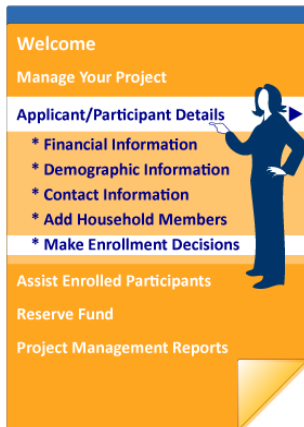 Welcome
Manage Your Project
Applicant/Participant Details
* Financial Information
* Demographic Information
* Contact Information
* Add Household Members
* Make Enrollment Decisions
Assist Enrolled Participants
Reserve Fund
Project Management Reports